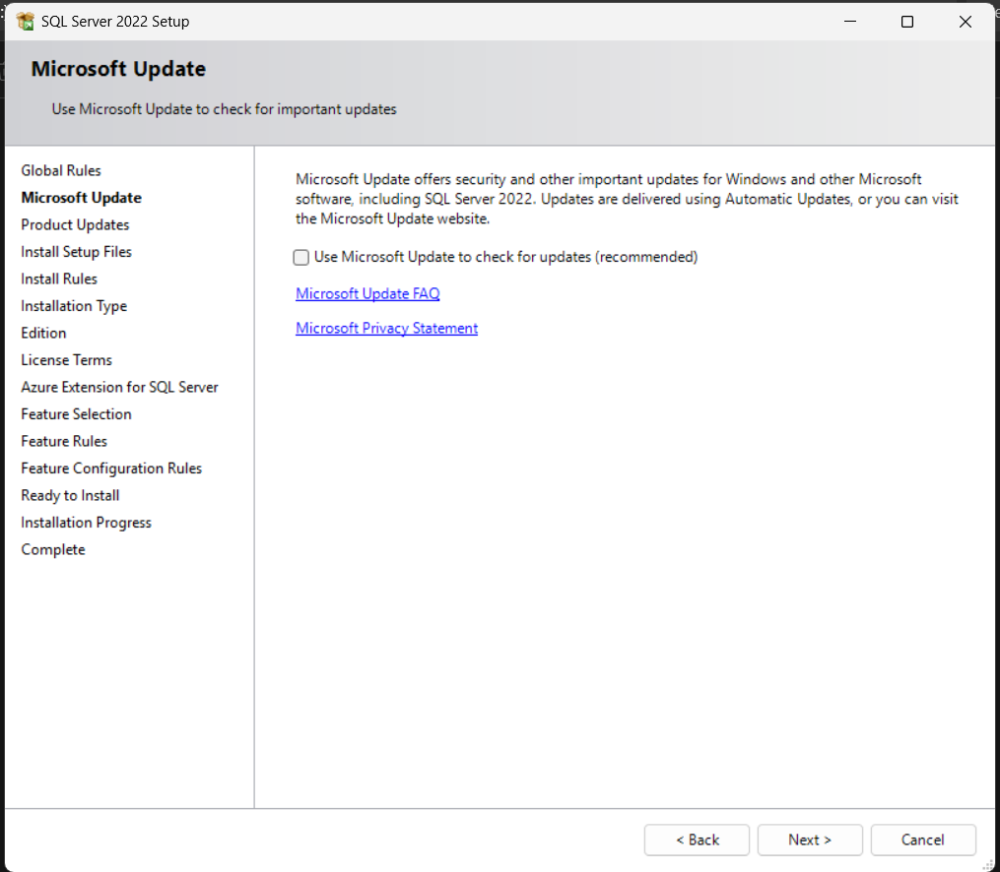 SQL Server 2022 Setup
Microsoft Update
Use Microsoft Update to check for important updates
Global Rules
Microsoft Update
Product Updates
Install Setup Files
Install Rules
Installation Type
Edition
License Terms
Azure Extension for SQL Server
Feature Selection
Feature Rules
Feature Configuration Rules
Ready to Install
Installation Progress
Complete
Microsoft Update offers security and other important updates for Windows and other Microsoft
software, including SQL Server 2022. Updates are delivered using Automatic Updates, or you can visit
the Microsoft Update website.
Use Microsoft Update to check for updates (recommended)
Microsoft Update FAQ
Microsoft Privacy Statement
< Back
Next >
Cancel